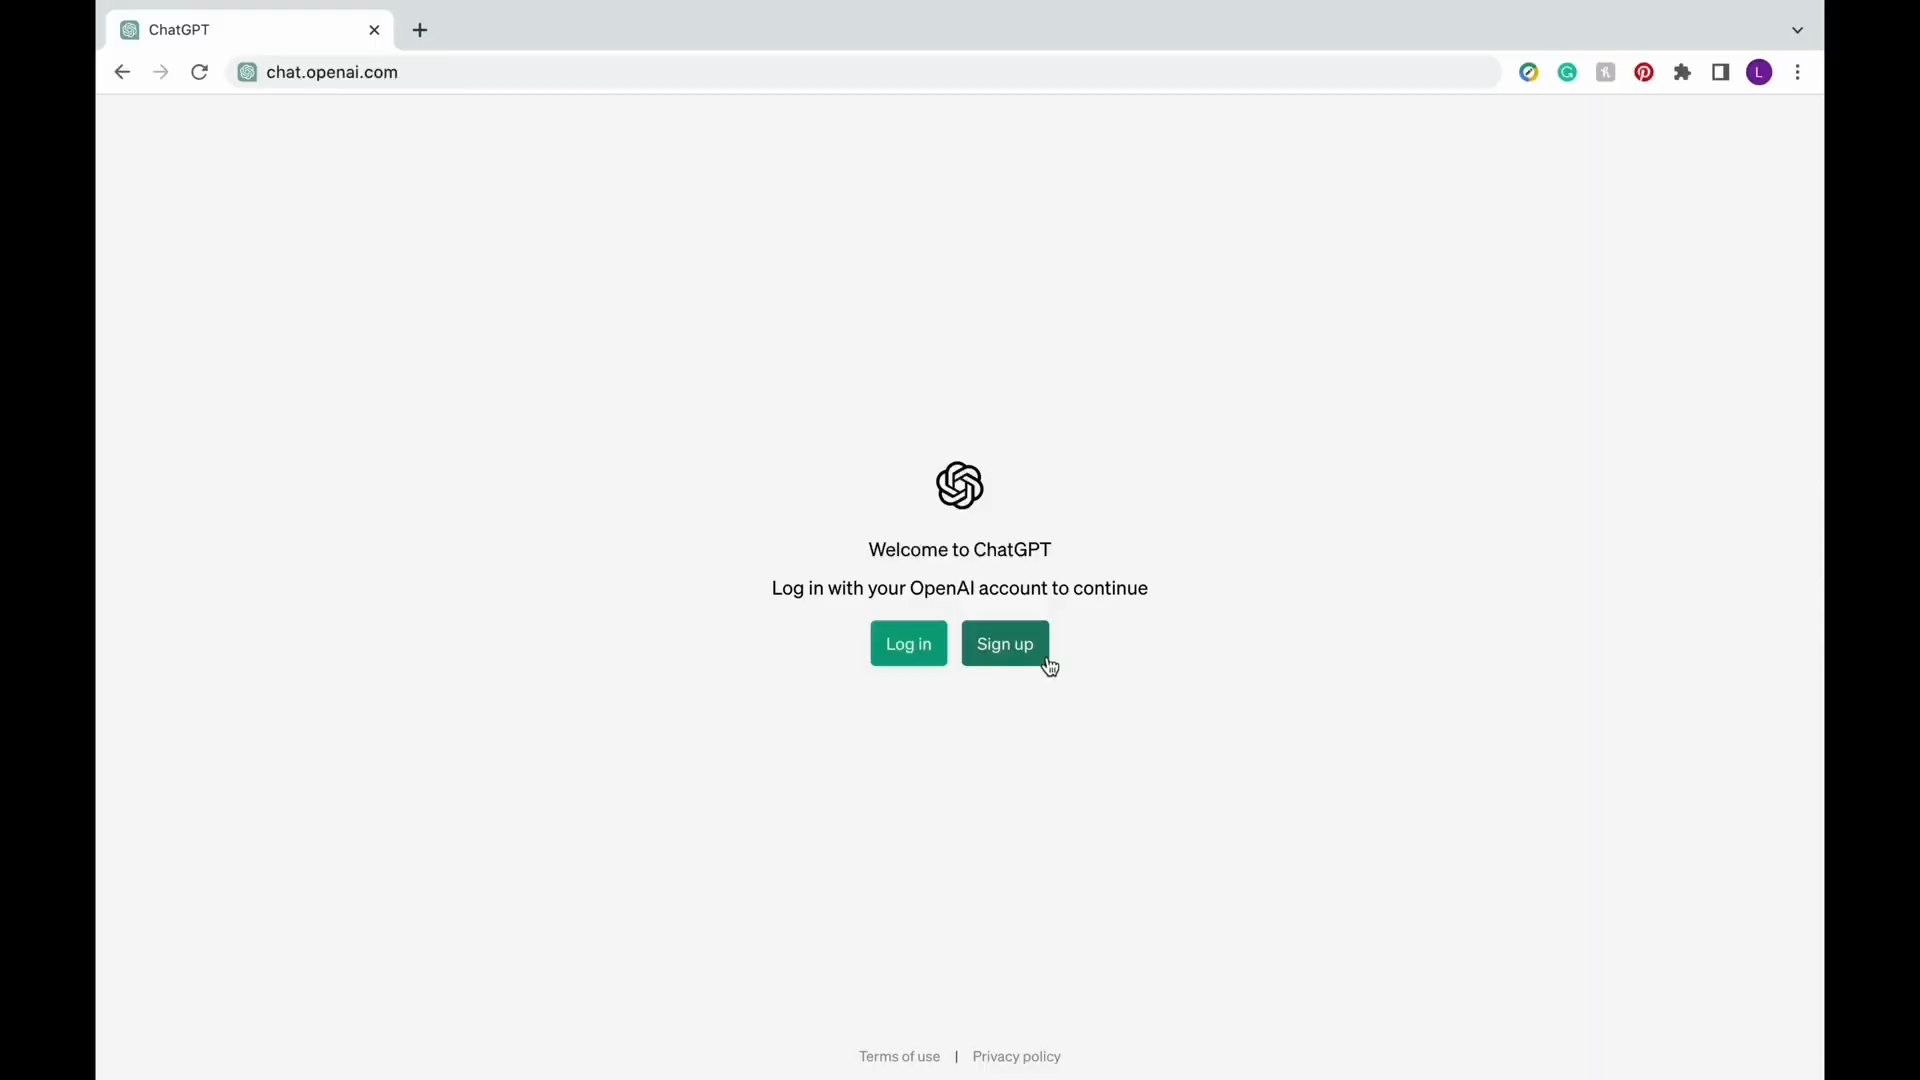 ChatGPT
chat.openai.com
L
Welcome to ChatGPT
Log in with your OpenAI account to continue
Log in
Sign up
Terms of use | Privacy policy